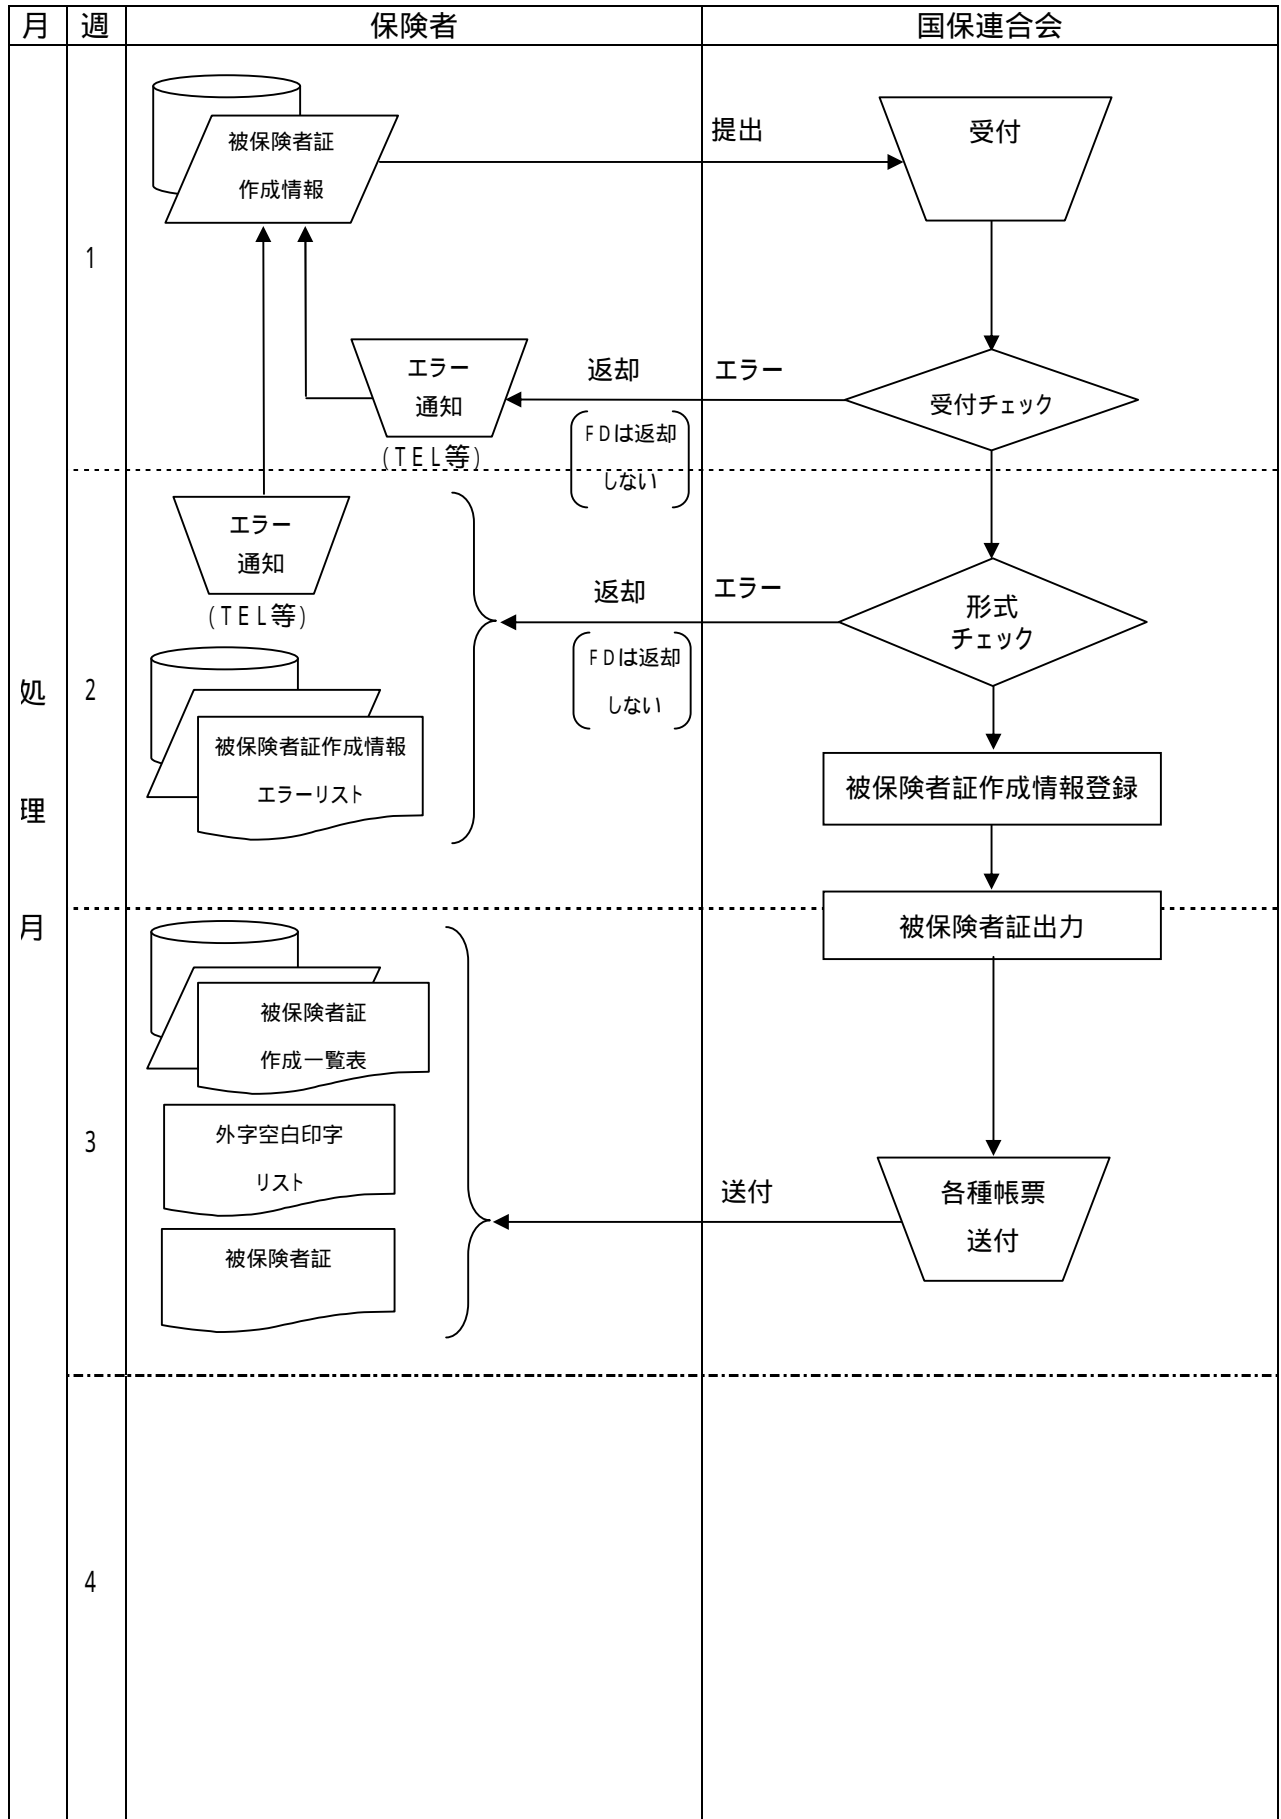 月
週
保険者
国保連合会
処
理
月
1
被保険者証
作成情報
提出
受付
エラー
通知
(TEL等)
返却
エラー
FDは返却
しない
受付チェック
2
エラー
通知
(TEL等)
返却
エラー
FDは返却
しない
形式
チェック
被保険者証作成情報
エラーリスト
被保険者証作成情報登録
被保険者証出力
3
被保険者証
作成一覧表
外字空白印字
リスト
被保険者証
送付
各種帳票
送付
4